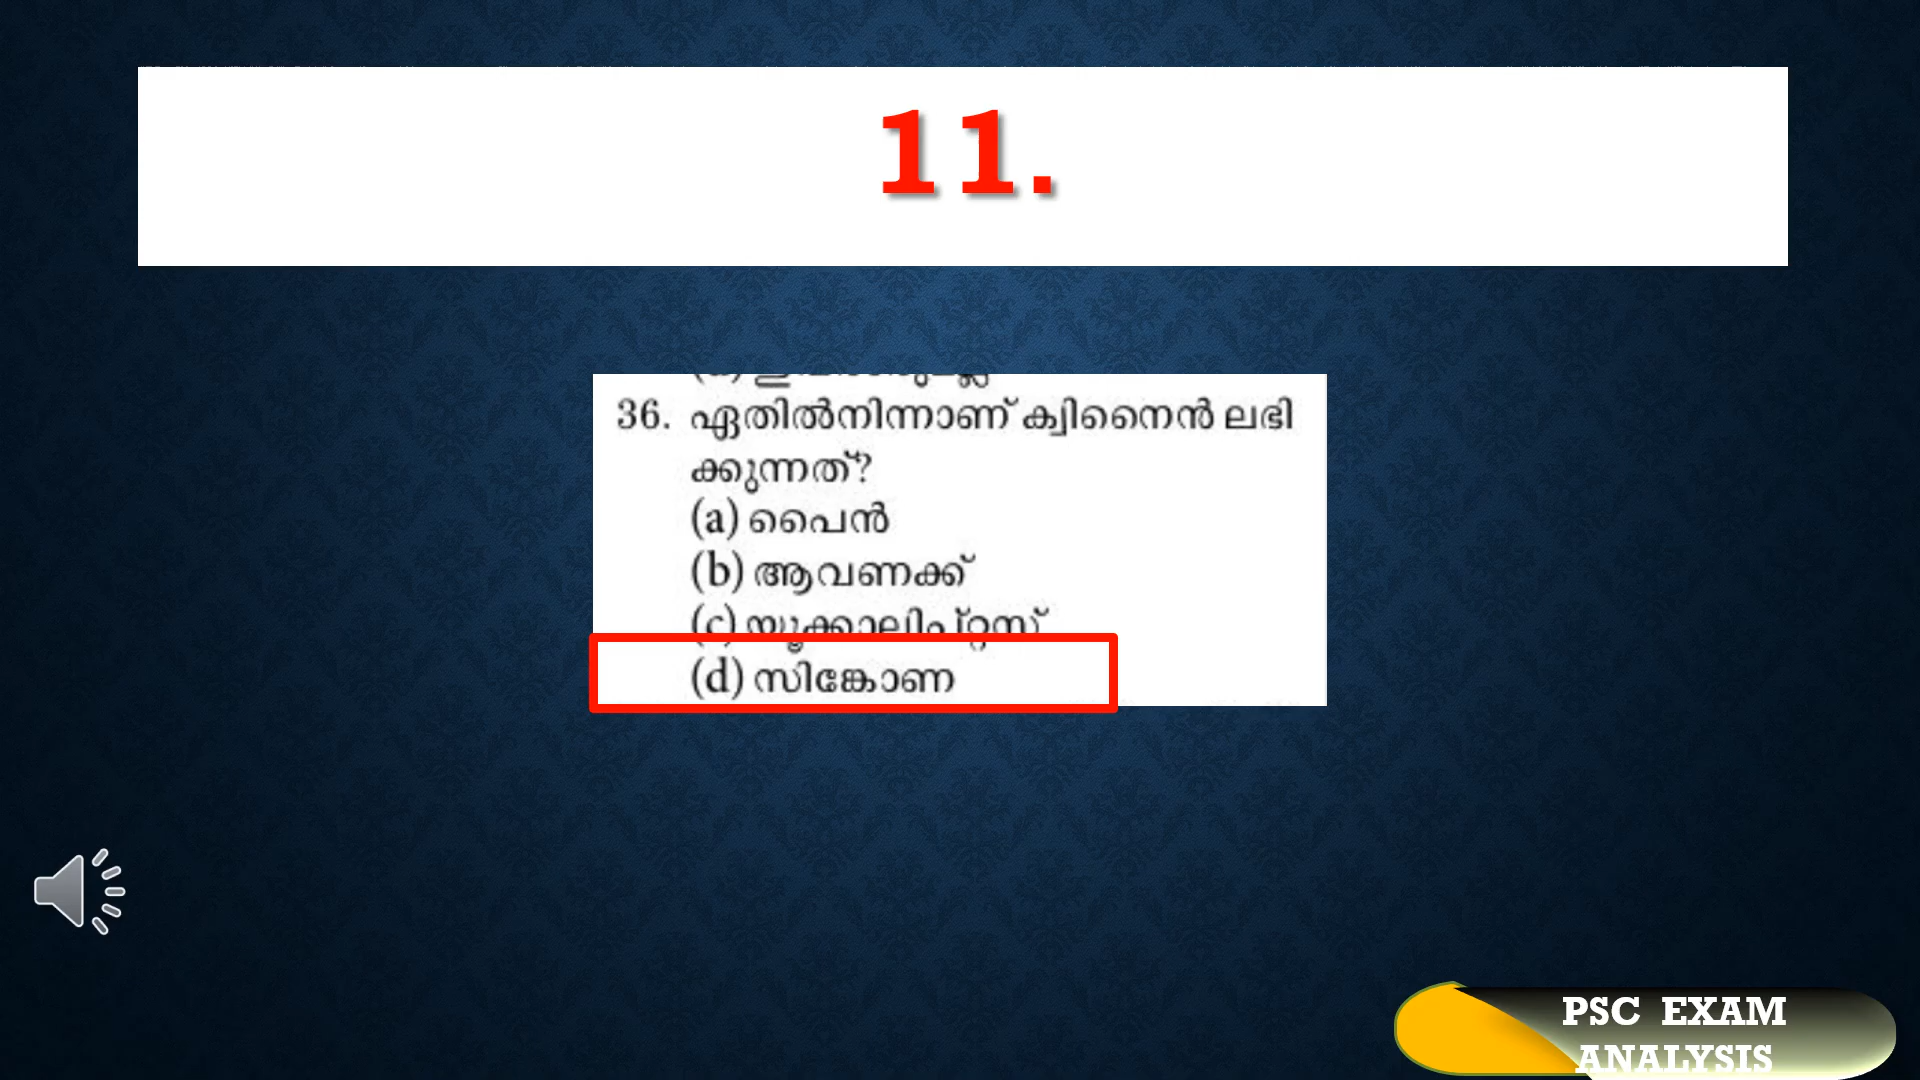 11.
36. ഏതിൽനിന്നാണ് ക്വിനൈൻ ലഭി
ക്കുന്നത്?
(a) പൈൻ
(b) ആവണക്ക്
(c) യൂക്കാലിപ്റ്റസ്
(d) സിങ്കോണ
PSC EXAM
ANALYSIS